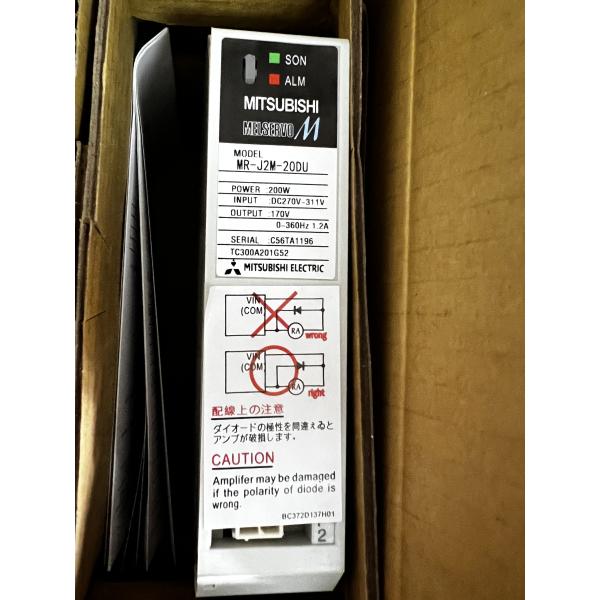 SON
ALM
MITSUBISHI
MELSERVO M
MODEL
MR-J2M-20DU
POWER :200W
INPUT :DC270V-311V
OUTPUT :170V
0-360Hz 1.2A
SERIAL :C56TA1196
TC300A201G52
MITSUBISHI ELECTRIC
VIN
(COM)
RA
wrong
VIN
(COM)
RA
right
配線上の注意
ダイオードの極性を間違えると
アンプが破損します。
CAUTION
Amplifer may be damaged
if the polarity of diode is
wrong.
BC372D137H01
2